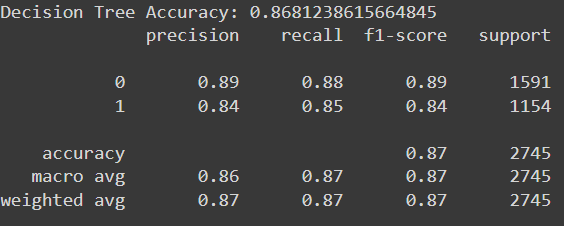 Decision Tree Accuracy: 0.8681238615664845
precision recall f1-score support
0 0.89 0.88 0.89 1591
1 0.84 0.85 0.84 1154
accuracy 0.87 2745
macro avg 0.86 0.87 0.87 2745
weighted avg 0.87 0.87 0.87 2745